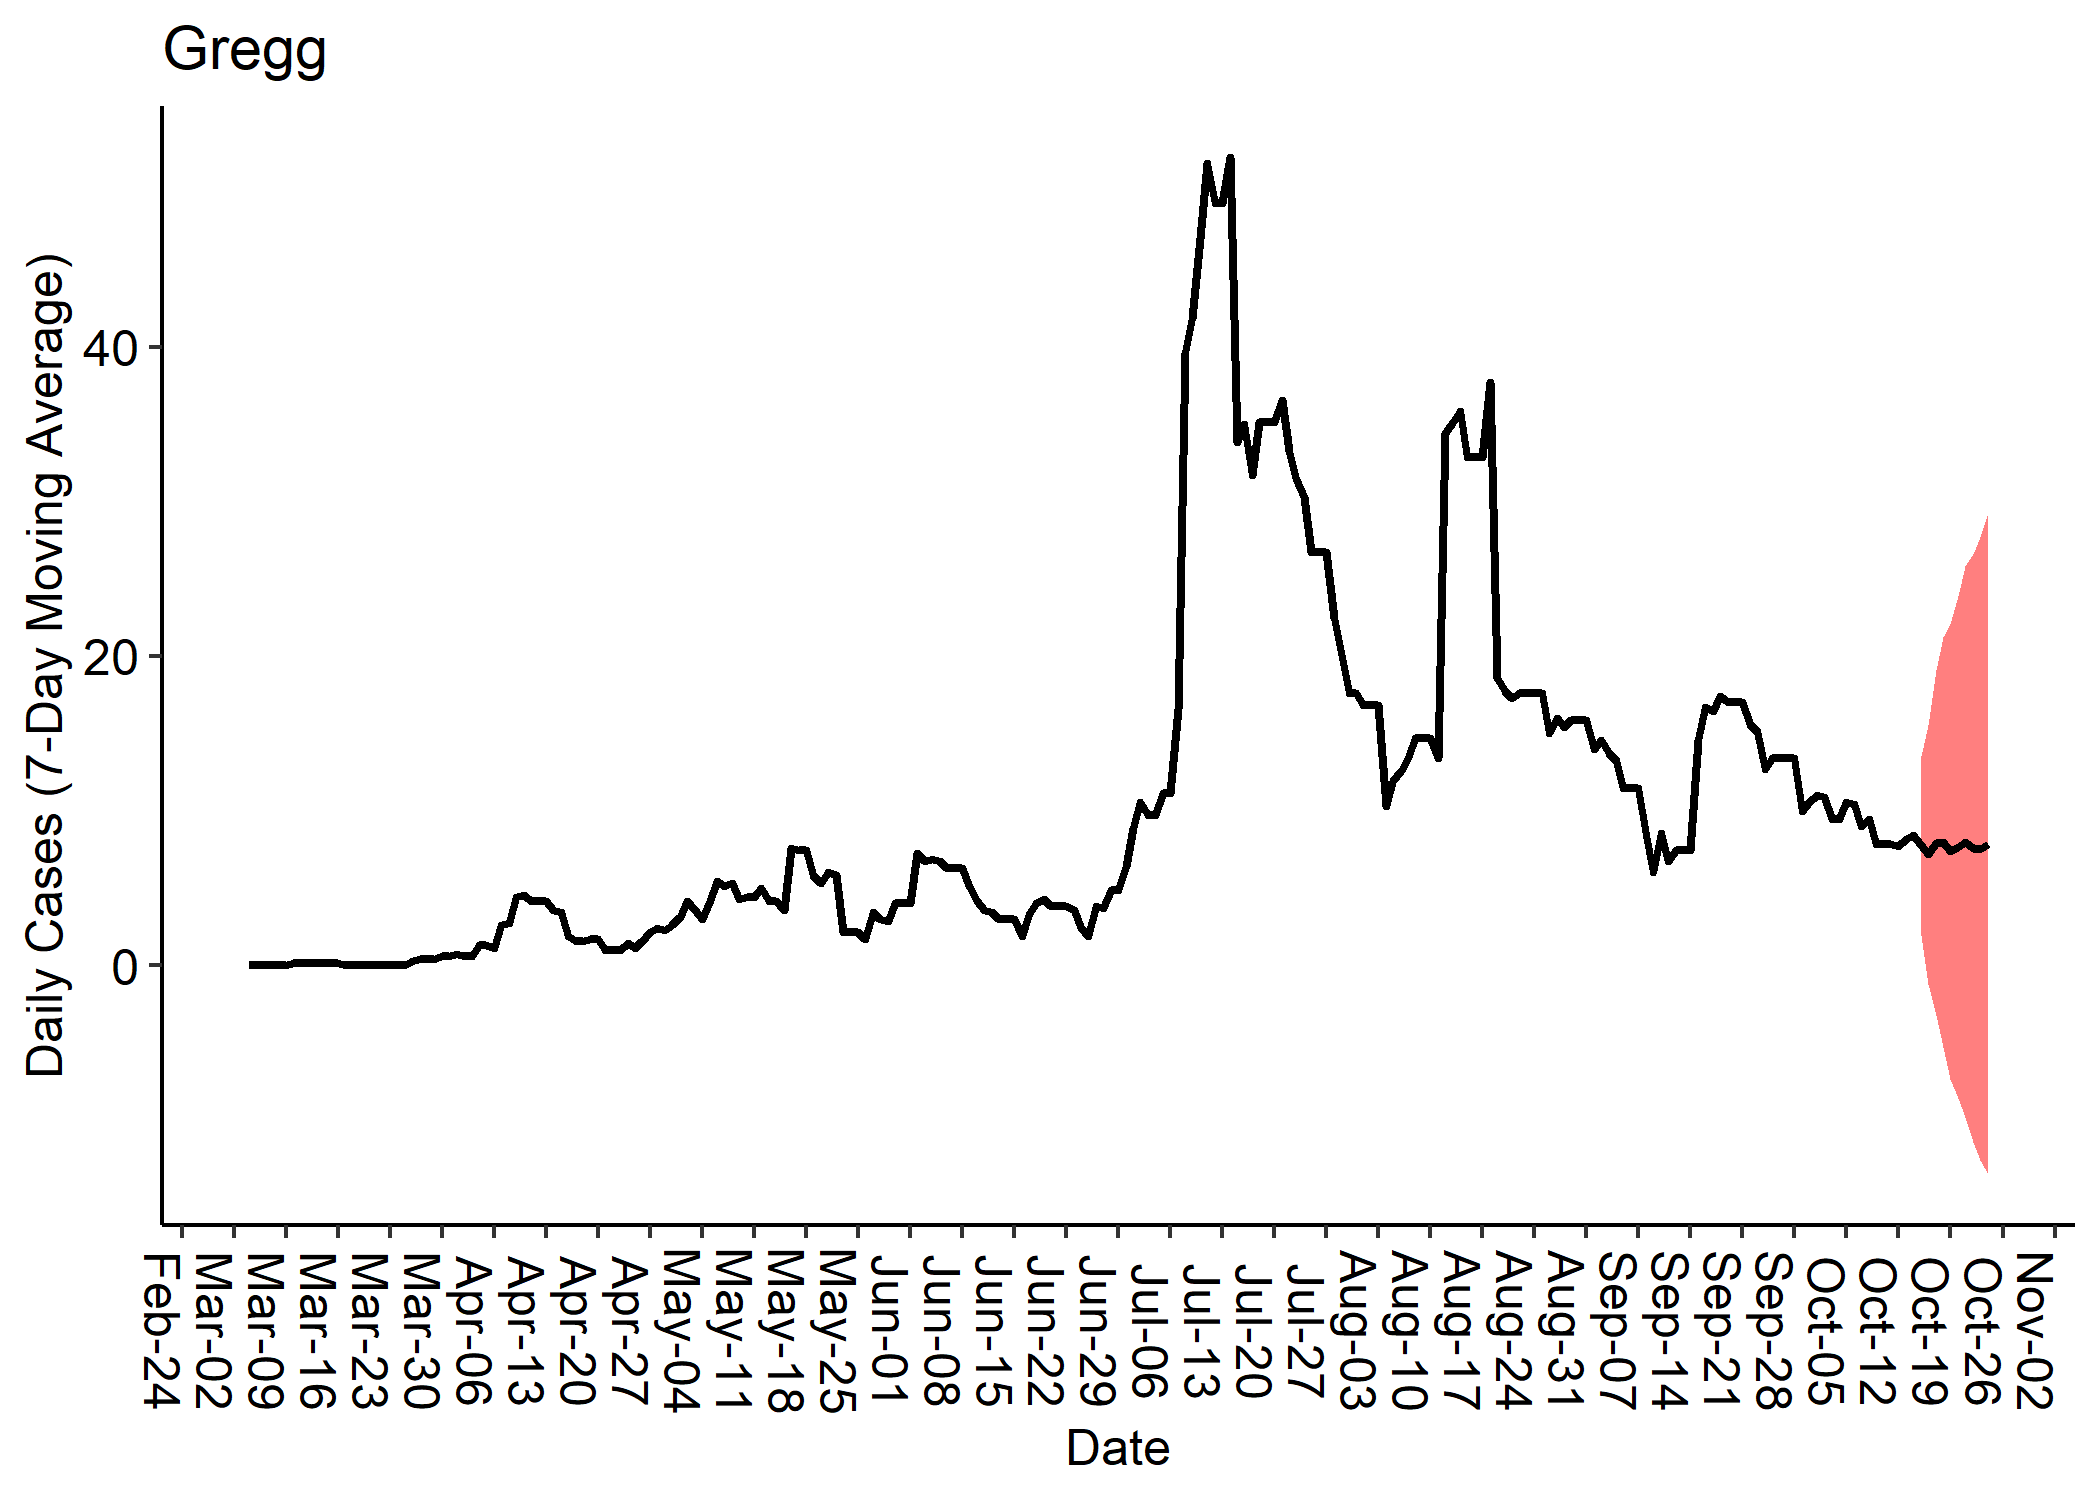 Gregg
Daily Cases (7-Day Moving Average)
40
20
0
Feb-24
Mar-02
Mar-09
Mar-16
Mar-23
Mar-30
Apr-06
Apr-13
Apr-20
Apr-27
May-04
May-11
May-18
May-25
Jun-01
Jun-08
Jun-15
Jun-22
Jun-29
Jul-06
Jul-13
Jul-20
Jul-27
Aug-03
Aug-10
Aug-17
Aug-24
Aug-31
Sep-07
Sep-14
Sep-21
Sep-28
Oct-05
Oct-12
Oct-19
Oct-26
Nov-02
Date